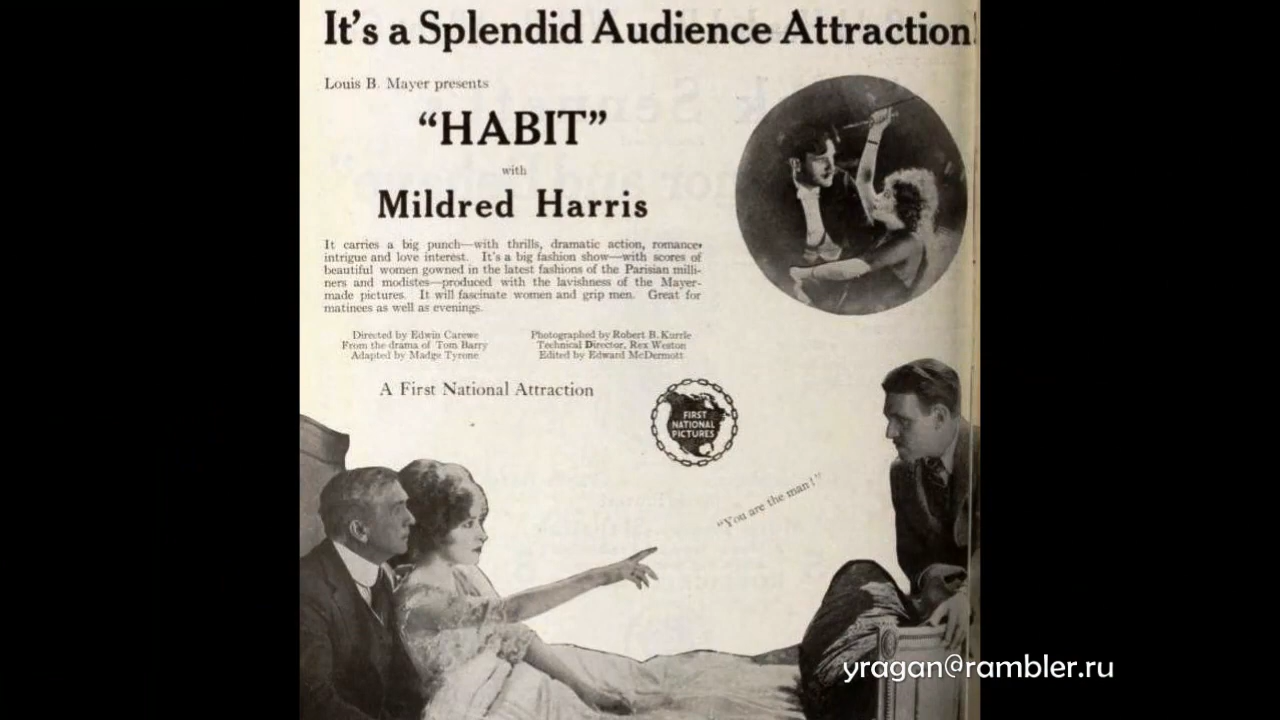 It's a Splendid Audience Attraction
Louis B. Mayer presents
“HABIT”
with
Mildred Harris
It carries a big punch—with thrills, dramatic action, romance,
intrigue and love interest. It's a big fashion show—with scores of
beautiful women gowned in the latest fashions of the Parisian milli-
ners and modistes—produced with the lavishness of the Mayer-
made pictures. It will fascinate women and grip men. Great for
matinees as well as evenings.
Directed by Edwin Carewe
From the drama of Tom Barry
Adapted by Madge Tyrone
Photographed by Robert B. Kurrle
Technical Director, Rex Weston
Edited by Edward McDermott
A First National Attraction
FIRST
NATIONAL
PICTURES
“You are the man!”
yragan@rambler.ru